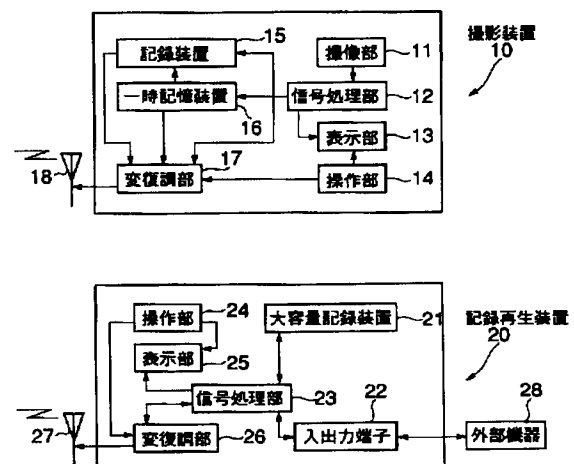 15
記録装置
撮像部
11
撮影装置
10
一時記憶装置
信号処理部
12
16
表示部
13
17
18
変復調部
操作部
14
操作部
24
大容量記録装置
21
記録再生装置
20
表示部
25
信号処理部
23
22
28
27
変復調部
26
入出力端子
外部機器